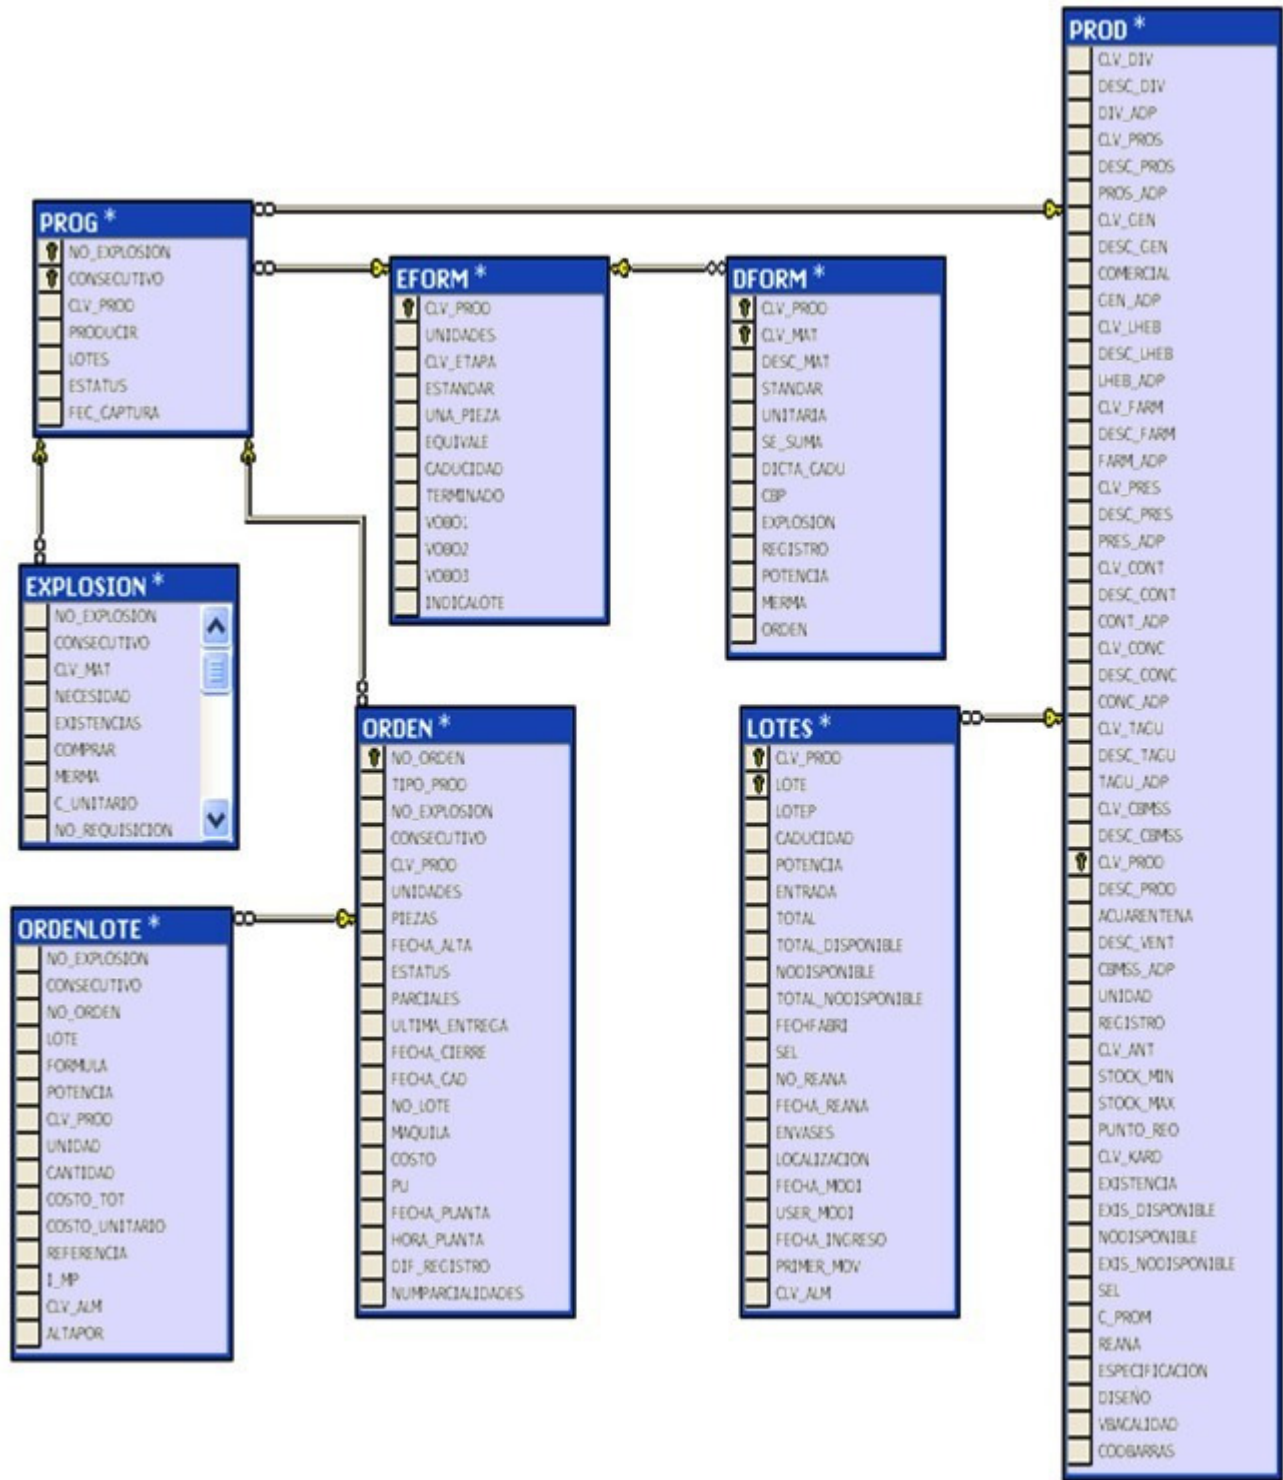 PROG *
NO_EXPLOSION
CONSECUTIVO
CLV_PROD
PRODUCIR
LOTES
ESTATUS
FEC_CAPTURA
EFORM *
CLV_PROD
UNIDADES
CLV_ETAPA
ESTANDAR
UNA_PIEZA
EQUIVALE
CADUCIDAD
TERMINADO
VOBO1
VOBO2
VOBO3
INDICALOTE
DFORM *
CLV_PROD
CLV_MAT
DESC_MAT
STANDAR
UNITARIA
SE_SUMA
DICTA_CADU
CBP
EXPLOSION
REGISTRO
POTENCIA
MERMA
ORDEN
PROD *
CLV_DIV
DESC_DIV
DIV_ADP
CLV_PROS
DESC_PROS
PROS_ADP
CLV_GEN
DESC_GEN
COMERCIAL
GEN_ADP
CLV_LHEB
DESC_LHEB
LHEB_ADP
CLV_FARM
DESC_FARM
FARM_ADP
CLV_PRES
DESC_PRES
PRES_ADP
CLV_CONT
DESC_CONT
CONT_ADP
CLV_CONC
DESC_CONC
CONC_ADP
CLV_TAGU
DESC_TAGU
TAGU_ADP
CLV_CBMSS
DESC_CBMSS
CLV_PROD
DESC_PROD
ACUARENTENA
DESC_VENT
CBMSS_ADP
UNIDAD
REGISTRO
CLV_ANT
STOCK_MIN
STOCK_MAX
PUNTO_REO
CLV_KARD
EXISTENCIA
EXIS_DISPONIBLE
NODISPONIBLE
EXIS_NODISPONIBLE
SEL
C_PROM
REANA
ESPECIFICACION
DISEÑO
VBACALIDAD
CODBARRAS
EXPLOSION *
NO_EXPLOSION
CONSECUTIVO
CLV_MAT
NECESIDAD
EXISTENCIAS
COMPRAR
MERMA
C_UNITARIO
NO_REQUISICION
ORDEN *
NO_ORDEN
TIPO_PROD
NO_EXPLOSION
CONSECUTIVO
CLV_PROD
UNIDADES
PIEZAS
FECHA_ALTA
ESTATUS
PARCIALES
ULTIMA_ENTREGA
FECHA_CIERRE
FECHA_CAD
NO_LOTE
MAQUILA
COSTO
PU
FECHA_PLANTA
HORA_PLANTA
DIF_REGISTRO
NUMPARCIALIDADES
LOTES *
CLV_PROD
LOTE
LOTEP
CADUCIDAD
POTENCIA
ENTRADA
TOTAL
TOTAL_DISPONIBLE
NODISPONIBLE
TOTAL_NODISPONIBLE
FECHFABRI
SEL
NO_REANA
FECHA_REANA
ENVASES
LOCALIZACION
FECHA_MODI
USER_MODI
FECHA_INGRESO
PRIMER_MOV
CLV_ALM
ORDENLOTE *
NO_EXPLOSION
CONSECUTIVO
NO_ORDEN
LOTE
FORMULA
POTENCIA
CLV_PROD
UNIDAD
CANTIDAD
COSTO_TOT
COSTO_UNITARIO
REFERENCIA
I_MP
CLV_ALM
ALTAPOR